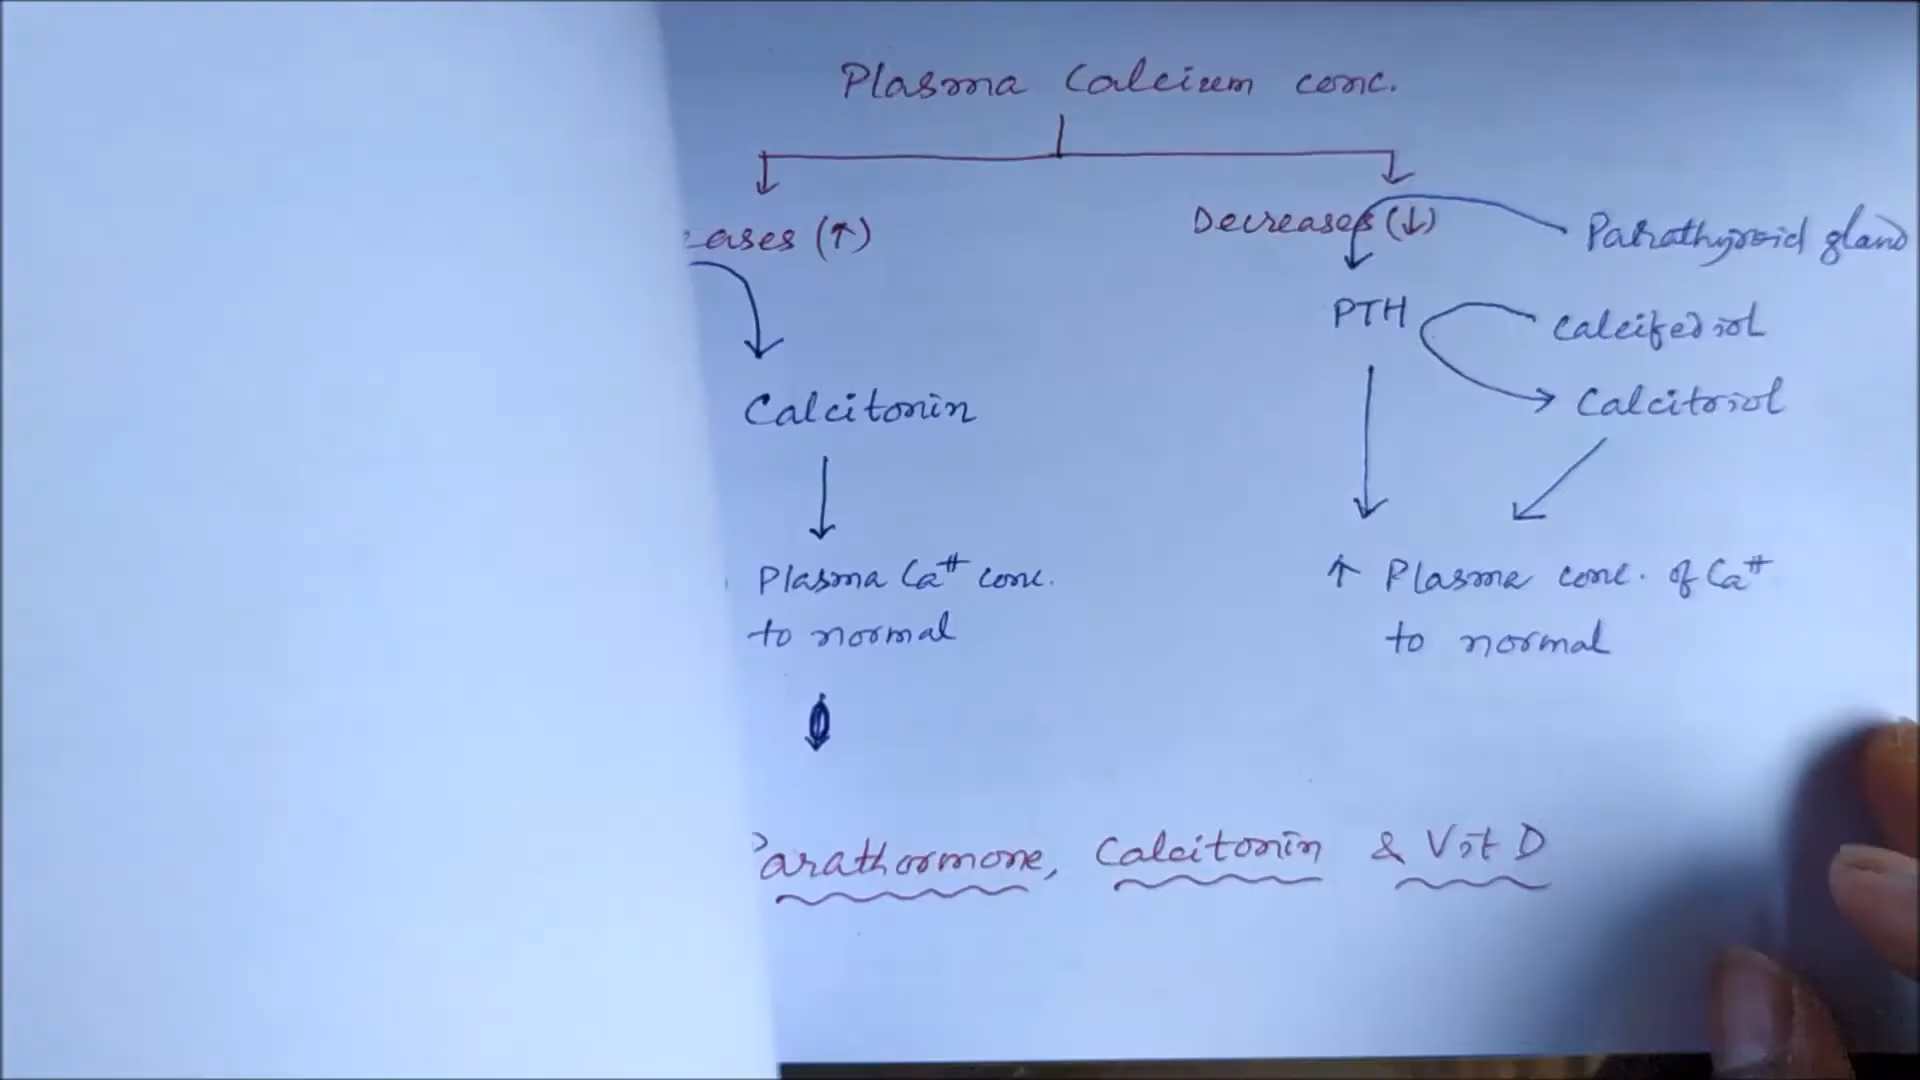 Plasma Calcium conc.
eases (↑)
Decreases (↓)
Parathyroid gland
PTH
Calcifediol
Calcitriol
Calcitonin
Plasma Ca⁺⁺ conc.
to normal
↑ Plasma conc. of Ca⁺⁺
to normal
Parathormone, Calcitonin & Vit D